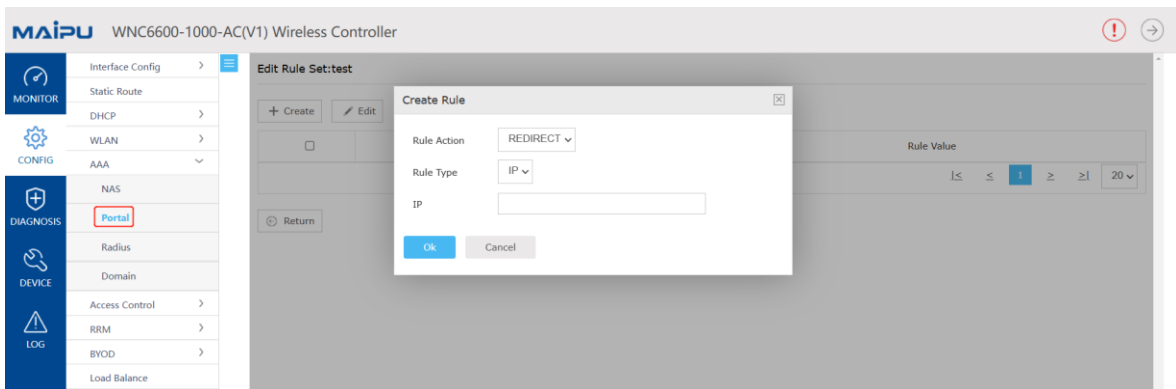 MAIPU WNC6600-1000-AC(V1) Wireless Controller
MONITOR
CONFIG
DIAGNOSIS
DEVICE
LOG
Interface Config
Static Route
DHCP
WLAN
AAA
NAS
Portal
Radius
Domain
Access Control
RRM
BYOD
Load Balance
Edit Rule Set:test
+ Create Edit
Rule Value
|< < 1 > >| 20
Return
Create Rule
Rule Action REDIRECT
Rule Type IP
IP
Ok Cancel